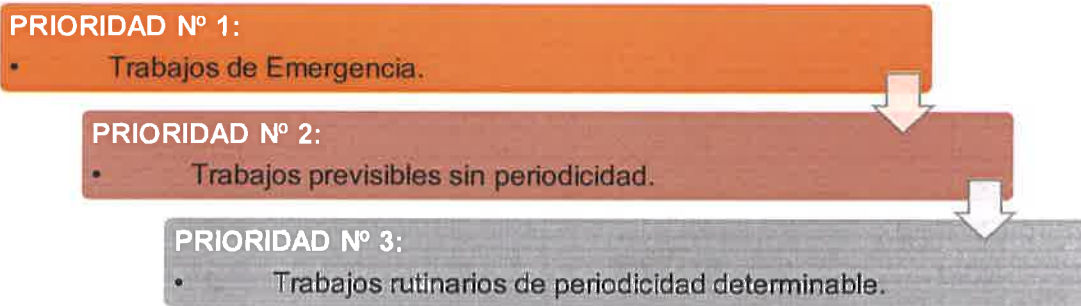 PRIORIDAD Nº 1:
• Trabajos de Emergencia.
PRIORIDAD Nº 2:
• Trabajos previsibles sin periodicidad.
PRIORIDAD Nº 3:
• Trabajos rutinarios de periodicidad determinable.